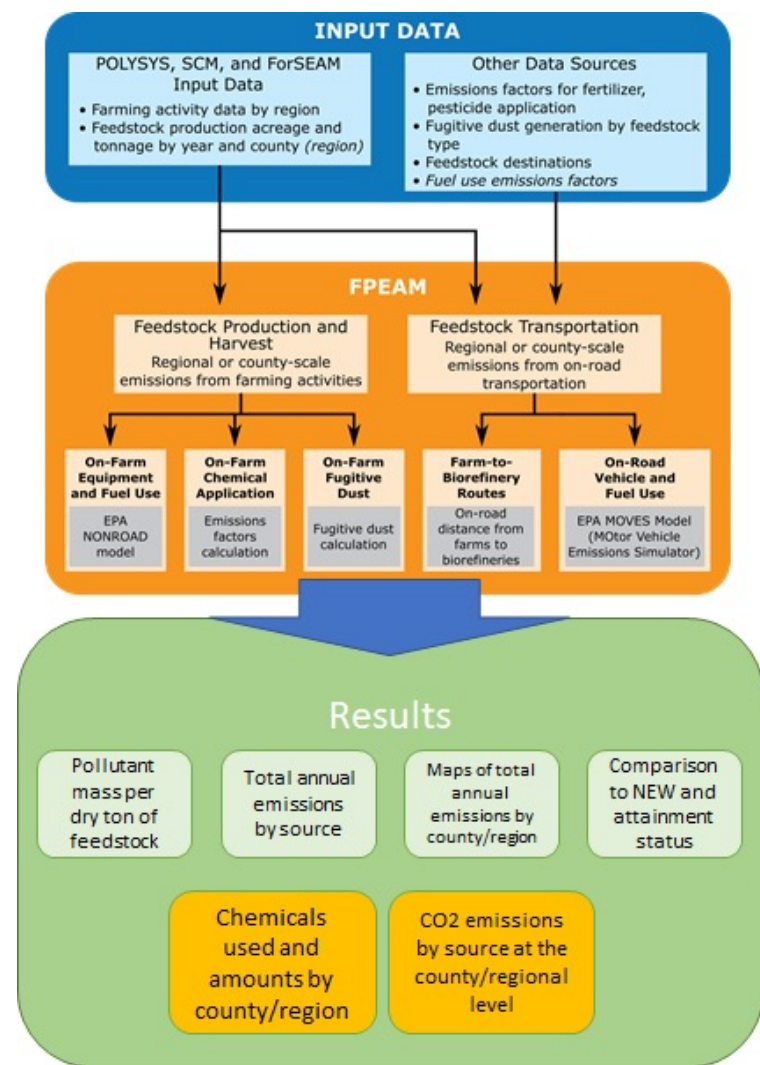 INPUT DATA
POLYSYS, SCM, and ForSEAM
Input Data
• Farming activity data by region
• Feedstock production acreage and
tonnage by year and county (region)
Other Data Sources
• Emissions factors for fertilizer,
pesticide application
• Fugitive dust generation by feedstock
type
• Feedstock destinations
• Fuel use emissions factors
FPEAM
Feedstock Production and
Harvest
Regional or county-scale
emissions from farming activities
Feedstock Transportation
Regional or county-scale
emissions from on-road
transportation
On-Farm
Equipment
and Fuel Use
EPA
NONROAD
model
On-Farm
Chemical
Application
Emissions
factors
calculation
On-Farm
Fugitive
Dust
Fugitive dust
calculation
Farm-to-
Biorefinery
Routes
On-road
distance from
farms to
biorefineries
On-Road
Vehicle and
Fuel Use
EPA MOVES Model
(MOtor Vehicle
Emissions Simulator)
Results
Pollutant
mass per
dry ton of
feedstock
Total annual
emissions
by source
Maps of total
annual
emissions by
county/region
Comparison
to NEW and
attainment
status
Chemicals
used and
amounts by
county/region
CO2 emissions
by source at the
county/regional
level